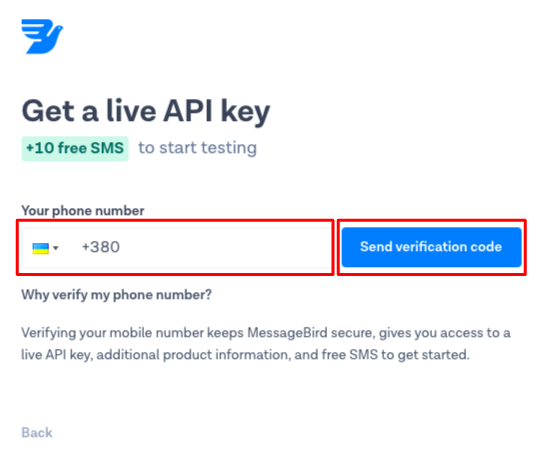 Get a live API key
+10 free SMS to start testing
Your phone number
+380 Send verification code
Why verify my phone number?
Verifying your mobile number keeps MessageBird secure, gives you access to a
live API key, additional product information, and free SMS to get started.
Back